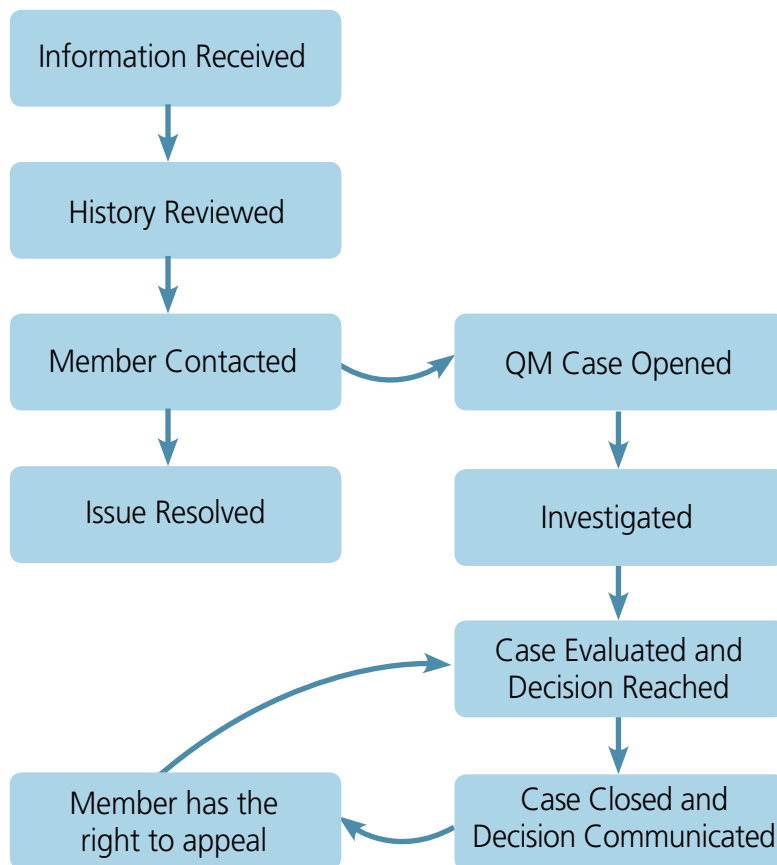 Information Received
History Reviewed
Member Contacted
QM Case Opened
Issue Resolved
Investigated
Case Evaluated and
Decision Reached
Member has the
right to appeal
Case Closed and
Decision Communicated